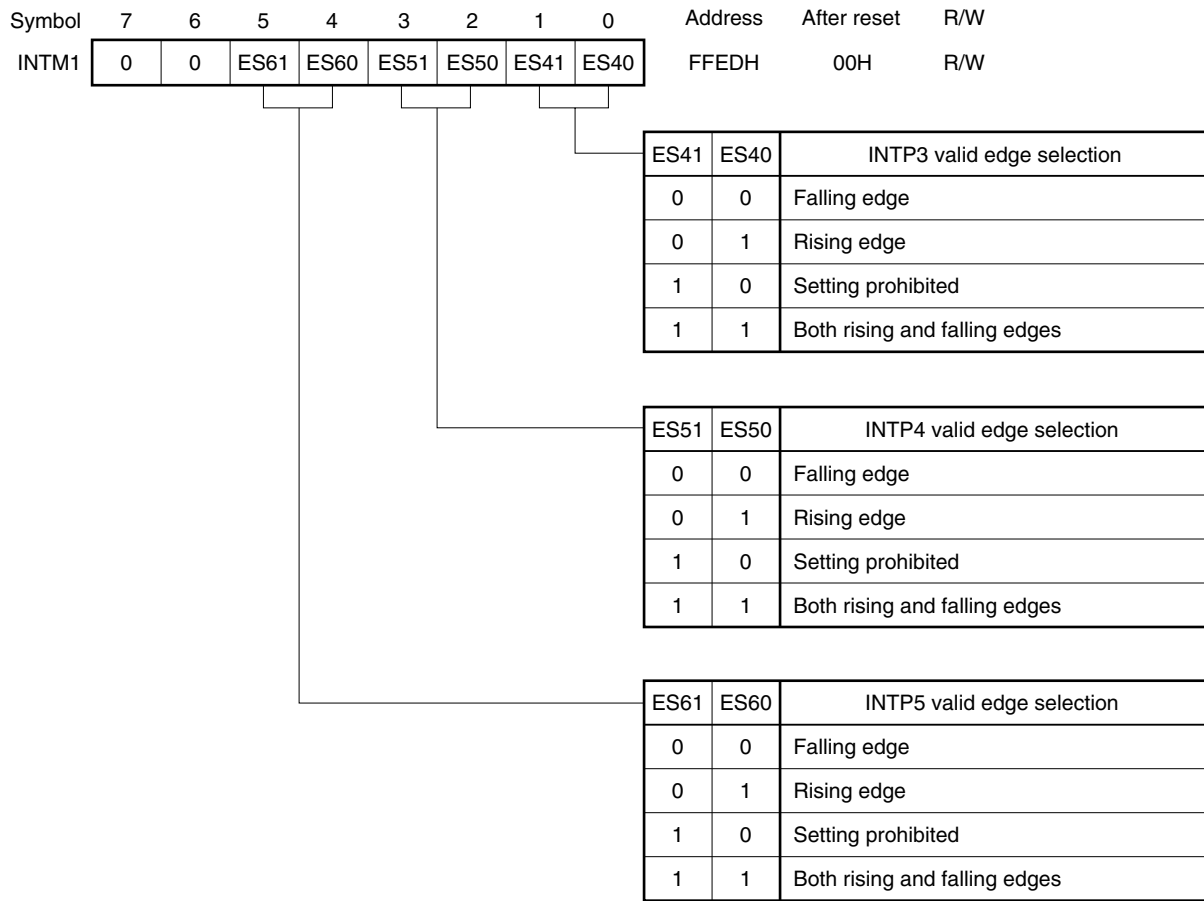 Symbol 7 6 5 4 3 2 1 0 Address After reset R/W
INTM1 0 0 ES61 ES60 ES51 ES50 ES41 ES40 FFEDH 00H R/W
ES41 ES40 INTP3 valid edge selection
0 0 Falling edge
0 1 Rising edge
1 0 Setting prohibited
1 1 Both rising and falling edges
ES51 ES50 INTP4 valid edge selection
0 0 Falling edge
0 1 Rising edge
1 0 Setting prohibited
1 1 Both rising and falling edges
ES61 ES60 INTP5 valid edge selection
0 0 Falling edge
0 1 Rising edge
1 0 Setting prohibited
1 1 Both rising and falling edges